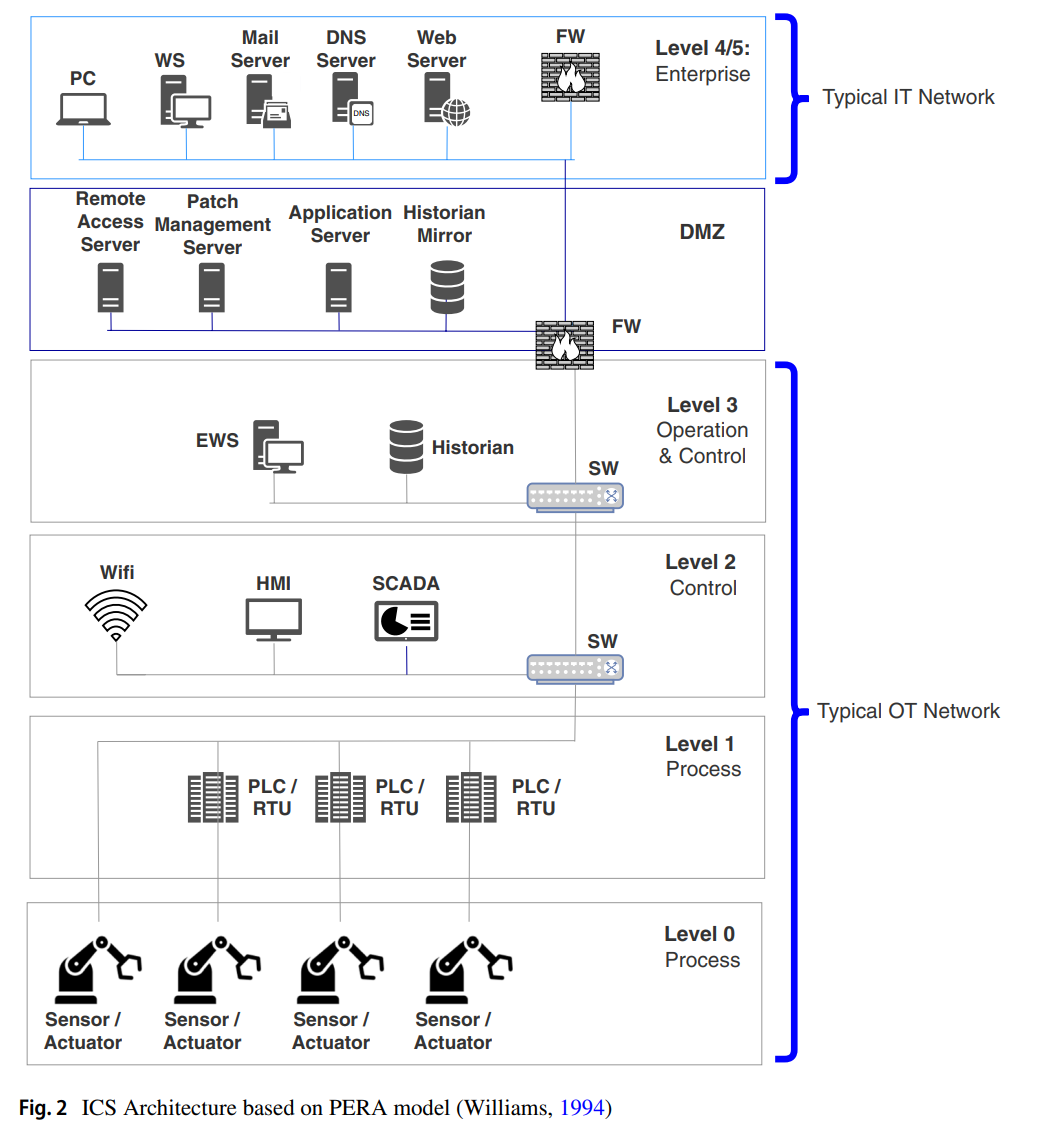 PC
WS
Mail
Server
DNS
Server
DNS
Web
Server
FW
Level 4/5:
Enterprise
Typical IT Network
Remote
Access
Server
Patch
Management
Server
Application
Server
Historian
Mirror
DMZ
FW
EWS
Historian
Level 3
Operation
& Control
SW
Wifi
HMI
SCADA
Level 2
Control
SW
Typical OT Network
Level 1
Process
PLC /
RTU
PLC /
RTU
PLC /
RTU
Level 0
Process
Sensor /
Actuator
Sensor /
Actuator
Sensor /
Actuator
Sensor /
Actuator
Fig. 2 ICS Architecture based on PERA model (Williams, 1994)